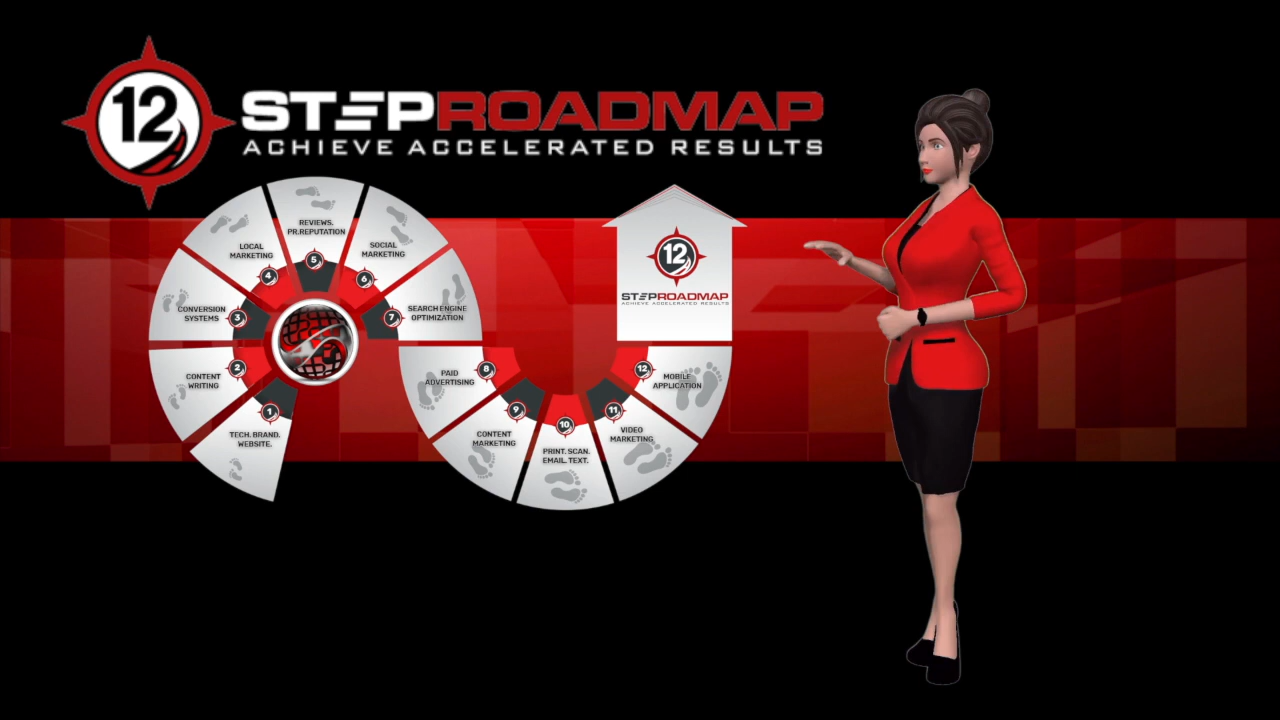 12
STEPROADMAP
ACHIEVE ACCELERATED RESULTS
1
TECH. BRAND.
WEBSITE.
2
CONTENT
WRITING
3
CONVERSION
SYSTEMS
4
LOCAL
MARKETING
5
REVIEWS.
PR.REPUTATION
6
SOCIAL
MARKETING
7
SEARCH ENGINE
OPTIMIZATION
8
PAID
ADVERTISING
9
CONTENT
MARKETING
10
PRINT. SCAN.
EMAIL. TEXT.
11
VIDEO
MARKETING
12
MOBILE
APPLICATION
12
STEPROADMAP
ACHIEVE ACCELERATED RESULTS